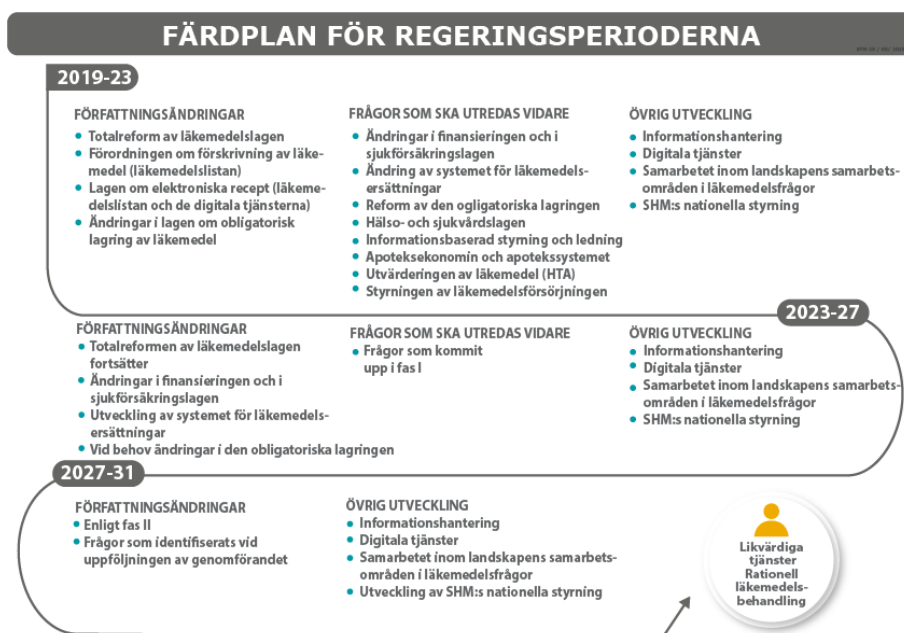 FÄRDPLAN FÖR REGERINGSPERIODERNA
2019-23
FÖRFATTNINGSÄNDRINGAR
• Totalreform av läkemedelslagen
• Förordningen om förskrivning av läke-
medel (läkemedelslistan)
• Lagen om elektroniska recept (läkeme-
delslistan och de digitala tjänsterna)
• Ändringar i lagen om obligatorisk
lagring av läkemedel
FRÅGOR SOM SKA UTREDAS VIDARE
• Ändringar i finansieringen och i
sjukförsäkringslagen
• Ändring av systemet för läkemedels-
ersättningar
• Reform av den ogligatoriska lagringen
• Hälso- och sjukvårdslagen
• Informationsbaserad styrning och ledning
• Apoteksekonomin och apotekssystemet
• Utvärderingen av läkemedel (HTA)
• Styrningen av läkemedelsförsörjningen
ÖVRIG UTVECKLING
• Informationshantering
• Digitala tjänster
• Samarbetet inom landskapens samarbets-
områden i läkemedelsfrågor
• SHM:s nationella styrning
2023-27
FÖRFATTNINGSÄNDRINGAR
• Totalreformen av läkemedelslagen
fortsätter
• Ändringar i finansieringen och i
sjukförsäkringslagen
• Utveckling av systemet för läkemedels-
ersättningar
• Vid behov ändringar i den obligatoriska lagringen
FRÅGOR SOM SKA UTREDAS VIDARE
• Frågor som kommit
upp i fas I
ÖVRIG UTVECKLING
• Informationshantering
• Digitala tjänster
• Samarbetet inom landskapens samarbets-
områden i läkemedelsfrågor
• SHM:s nationella styrning
2027-31
FÖRFATTNINGSÄNDRINGAR
• Enligt fas II
• Frågor som identifierats vid
uppföljningen av genomförandet
ÖVRIG UTVECKLING
• Informationshantering
• Digitala tjänster
• Samarbetet inom landskapens samarbets-
områden i läkemedelsfrågor
• Utveckling av SHM:s nationella styrning
Likvärdiga
tjänster
Rationell
läkemedels-
behandling